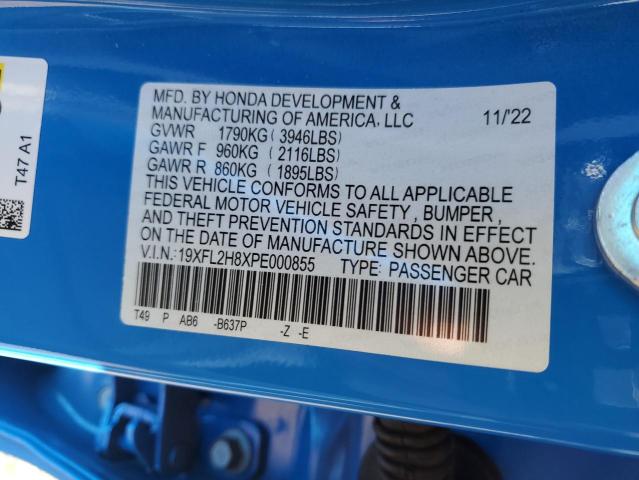 MFD. BY HONDA DEVELOPMENT &
MANUFACTURING OF AMERICA, LLC 11/'22
GVWR 1790KG ( 3946LBS)
GAWR F 960KG ( 2116LBS)
GAWR R 860KG ( 1895LBS)
THIS VEHICLE CONFORMS TO ALL APPLICABLE
FEDERAL MOTOR VEHICLE SAFETY, BUMPER,
AND THEFT PREVENTION STANDARDS IN EFFECT
ON THE DATE OF MANUFACTURE SHOWN ABOVE.
V.I.N.:19XFL2H8XPE000855 TYPE: PASSENGER CAR
T49 P AB6 -B637P -Z -E
T47 A1